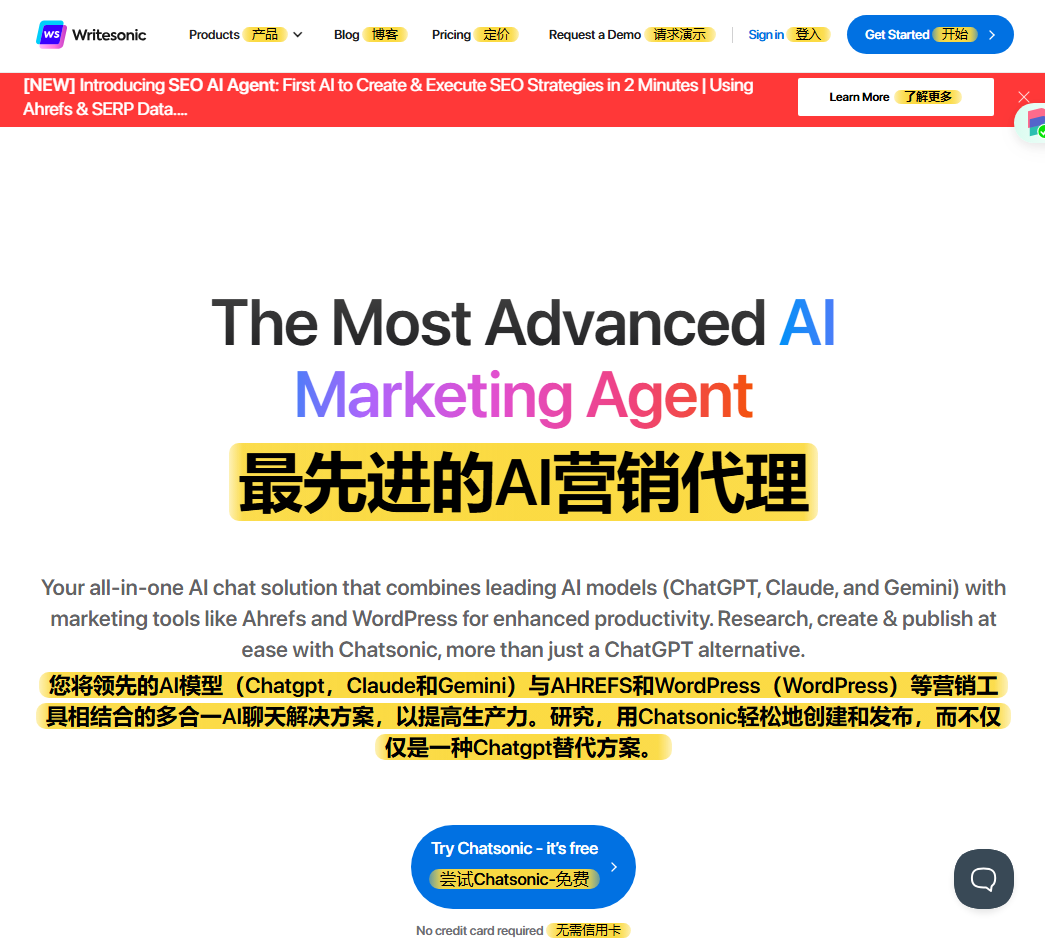 WS Writesonic Products 产品 Blog 博客 Pricing 定价 Request a Demo 请求演示 Sign in 登入 Get Started 开始
[NEW] Introducing SEO AI Agent: First AI to Create & Execute SEO Strategies in 2 Minutes | Using
Ahrefs & SERP Data....
Learn More 了解更多
The Most Advanced AI
Marketing Agent
最先进的AI营销代理
Your all-in-one AI chat solution that combines leading AI models (ChatGPT, Claude, and Gemini) with
marketing tools like Ahrefs and WordPress for enhanced productivity. Research, create & publish at
ease with Chatsonic, more than just a ChatGPT alternative.
您将领先的AI模型（Chatgpt，Claude和Gemini）与AHREFS和WordPress（WordPress）等营销工
具相结合的多合一AI聊天解决方案，以提高生产力。研究，用Chatsonic轻松地创建和发布，而不仅
仅是一种Chatgpt替代方案。
Try Chatsonic - it's free
尝试Chatsonic-免费
No credit card required 无需信用卡